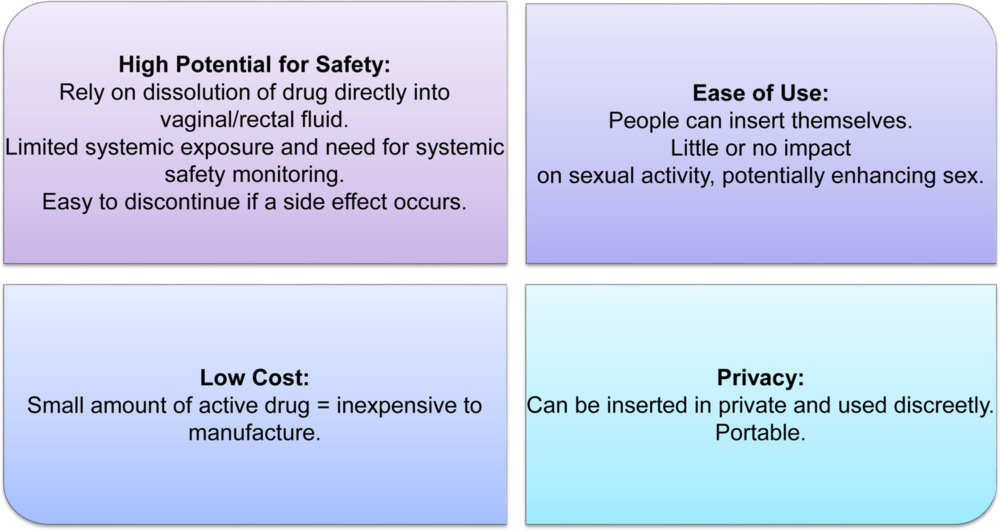 High Potential for Safety:
Rely on dissolution of drug directly into
vaginal/rectal fluid.
Limited systemic exposure and need for systemic
safety monitoring.
Easy to discontinue if a side effect occurs.
Ease of Use:
People can insert themselves.
Little or no impact
on sexual activity, potentially enhancing sex.
Low Cost:
Small amount of active drug = inexpensive to
manufacture.
Privacy:
Can be inserted in private and used discreetly.
Portable.